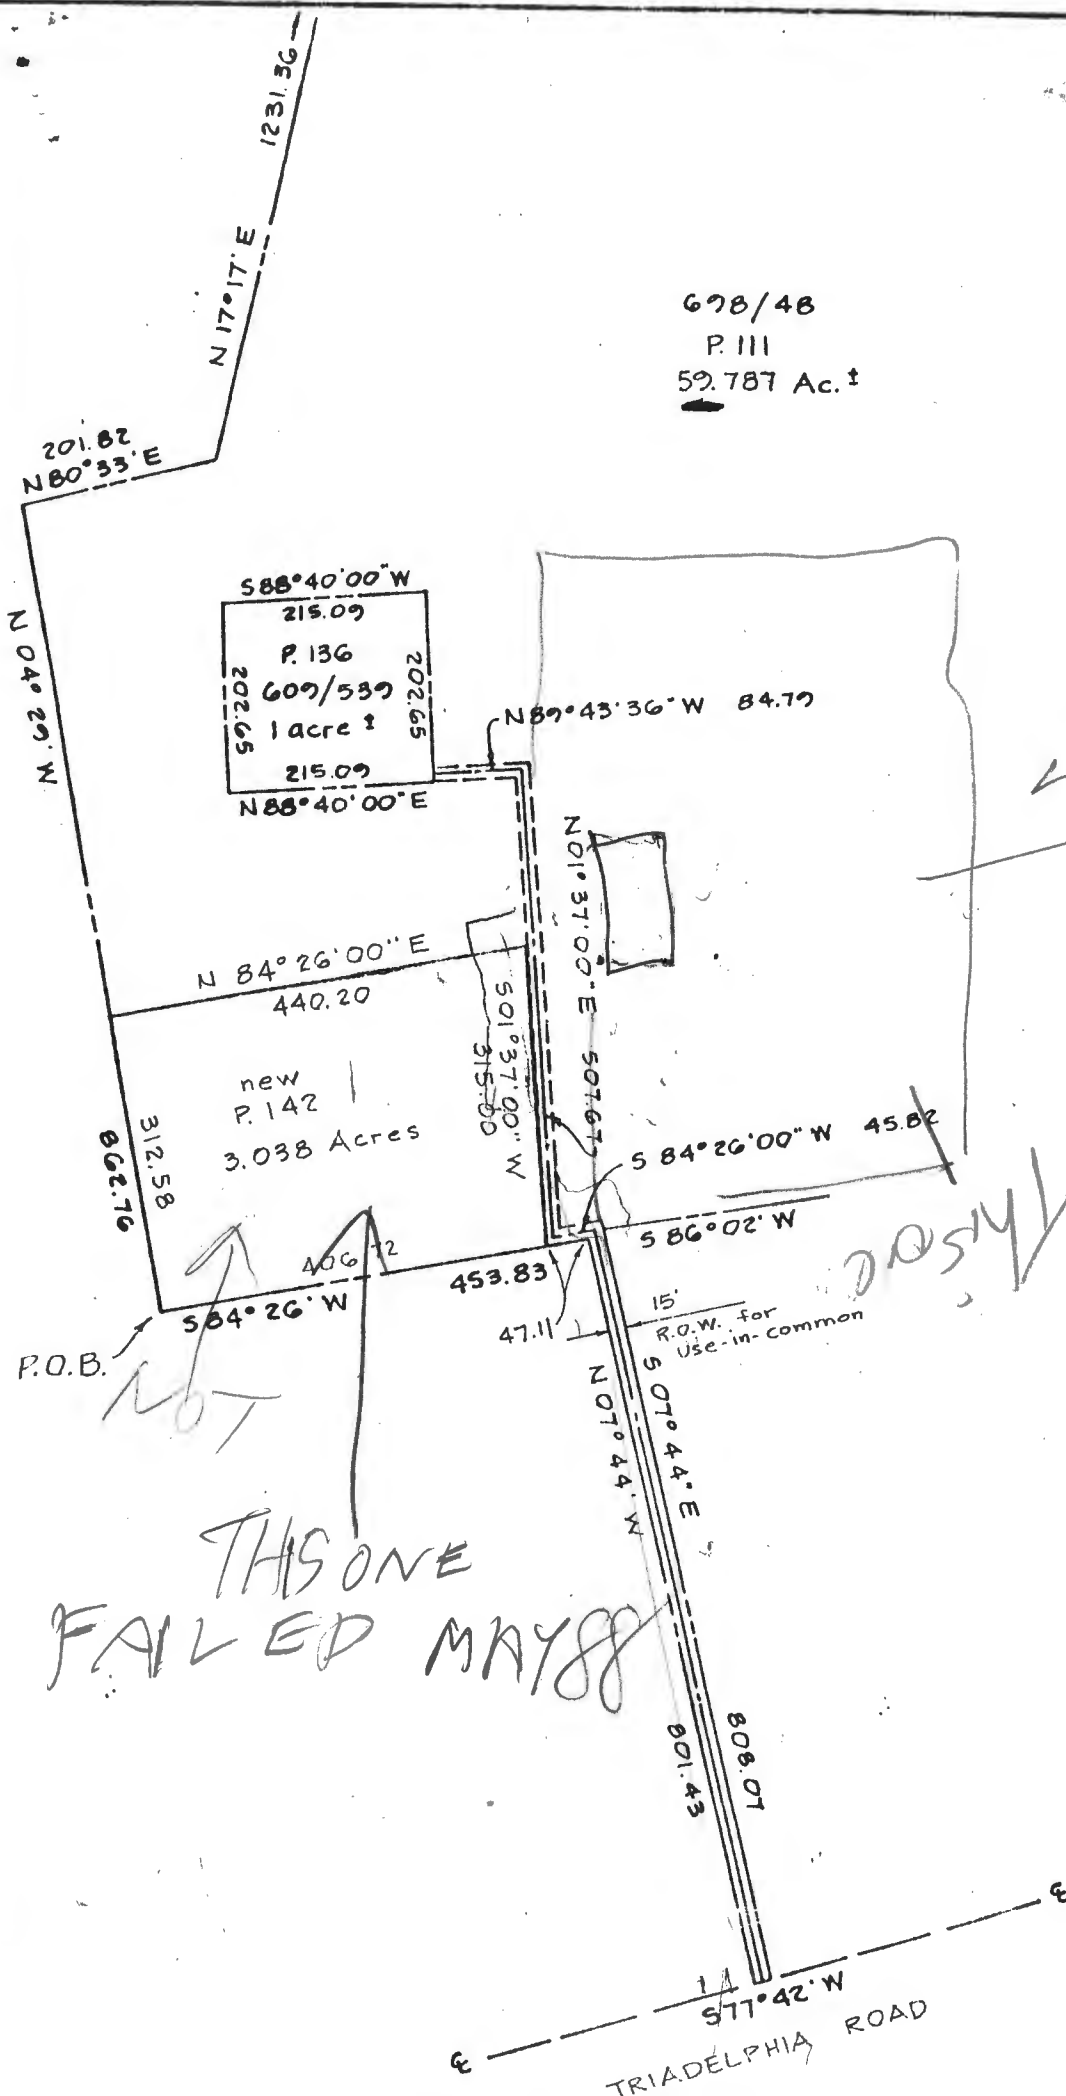 1231.36
N 17°17' E
698/48
P. 111
59.787 Ac.±
201.82
N 80°33' E
N 04° 29' W
S 88°40'00" W
215.09
P. 136
609/539
1 acre ±
202.65
202.65
215.09
N 88°40'00" E
N 89°43'36" W 84.79
N 01°37'00" E 507.67
N 84°26'00" E
440.20
S 01°37'00" W
315.00
new
P. 142
3.038 Acres
312.58
862.76
S 84°26'00" W 45.82
S 86°02' W
406.72
453.83
S 84°26' W
47.11
P.O.B.
15'
R.O.W. for
Use-in-common
This one
NOT
N 07°44' W
S 07°44' E
THIS ONE
FAILED MAY 88
801.43
808.07
S 77°42' W
TRIADELPHIA ROAD